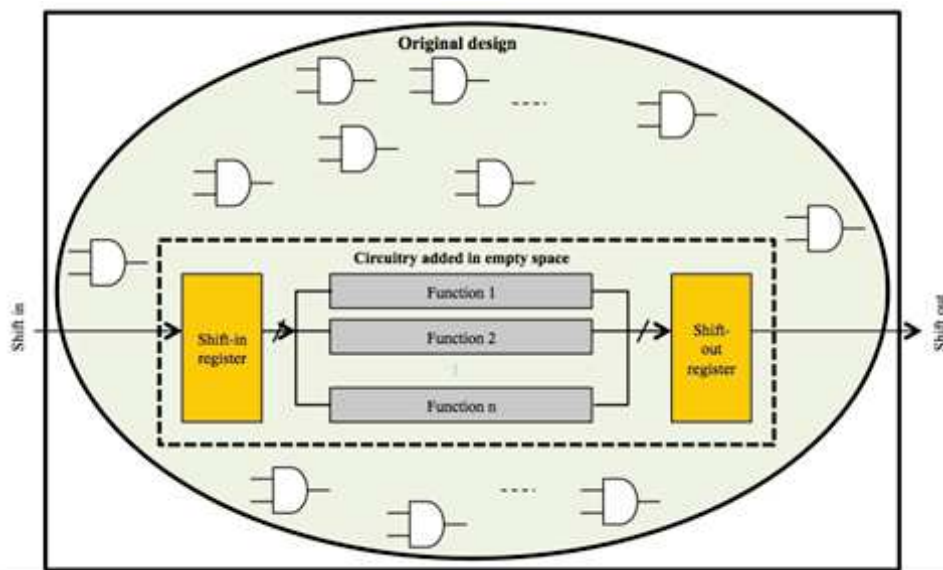 Original design
Circuitry added in empty space
Shift in
Shift-in
register
Function 1
Function 2
Function n
Shift-
out
register
Shift out